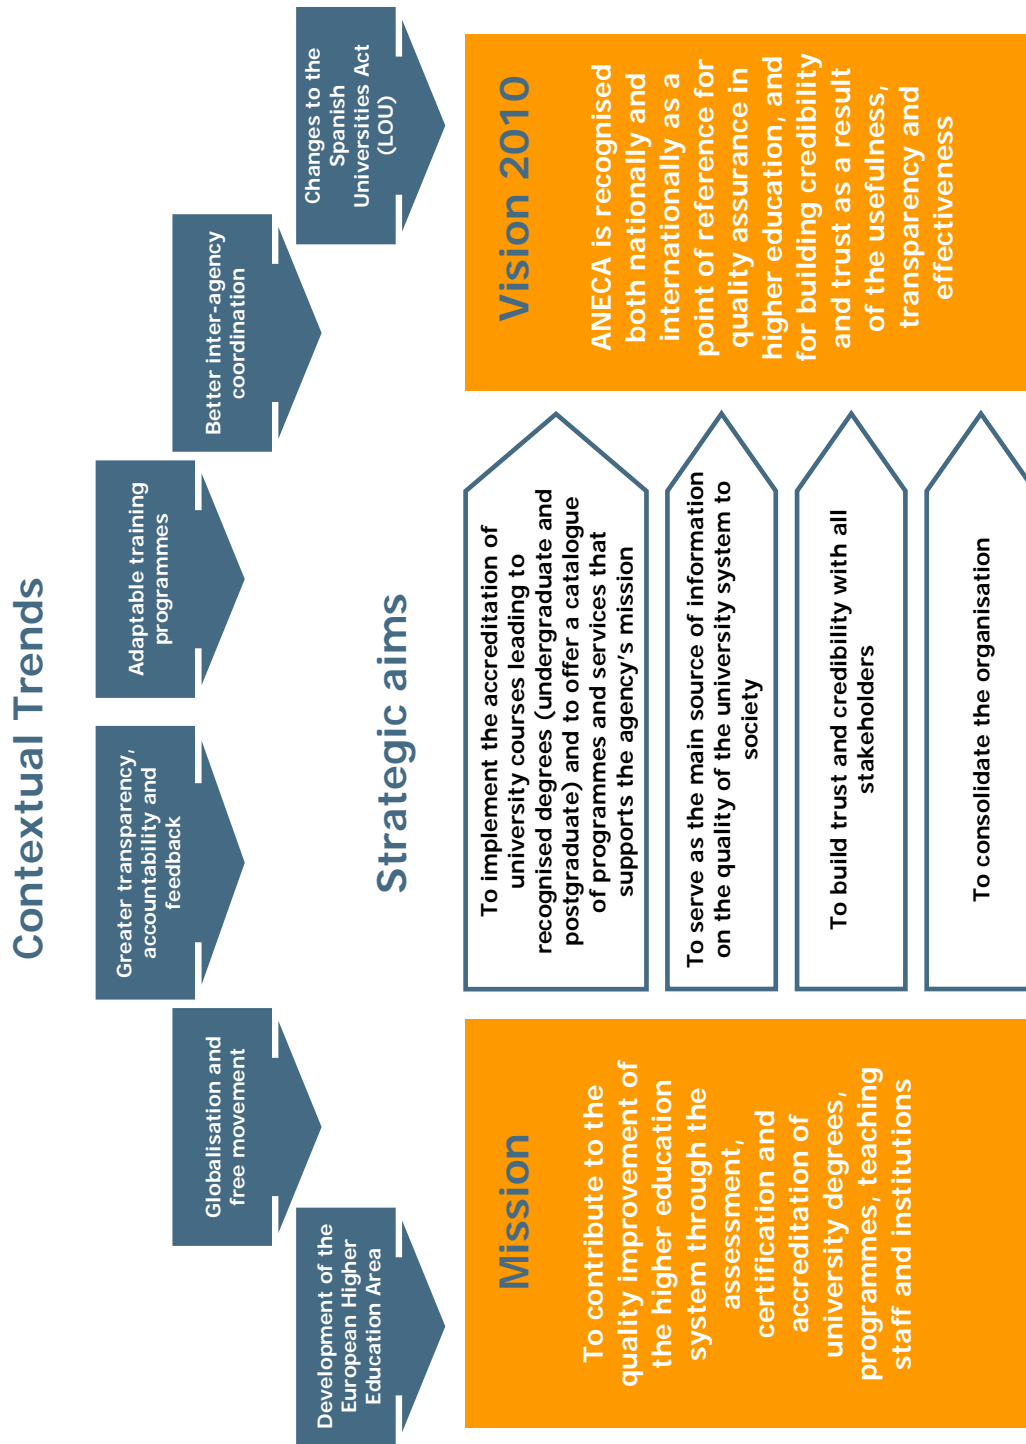 Contextual Trends
Development of the
European Higher
Education Area
Globalisation and
free movement
Greater transparency,
accountability and
feedback
Adaptable training
programmes
Better inter-agency
coordination
Changes to the
Spanish
Universities Act
(LOU)
Strategic aims
Mission
To contribute to the
quality improvement of
the higher education
system through the
assessment,
certification and
accreditation of
university degrees,
programmes, teaching
staff and institutions
To implement the accreditation of
university courses leading to
recognised degrees (undergraduate and
postgraduate) and to offer a catalogue
of programmes and services that
supports the agency's mission
To serve as the main source of information
on the quality of the university system to
society
To build trust and credibility with all
stakeholders
To consolidate the organisation
Vision 2010
ANECA is recognised
both nationally and
internationally as a
point of reference for
quality assurance in
higher education, and
for building credibility
and trust as a result
of the usefulness,
transparency and
effectiveness